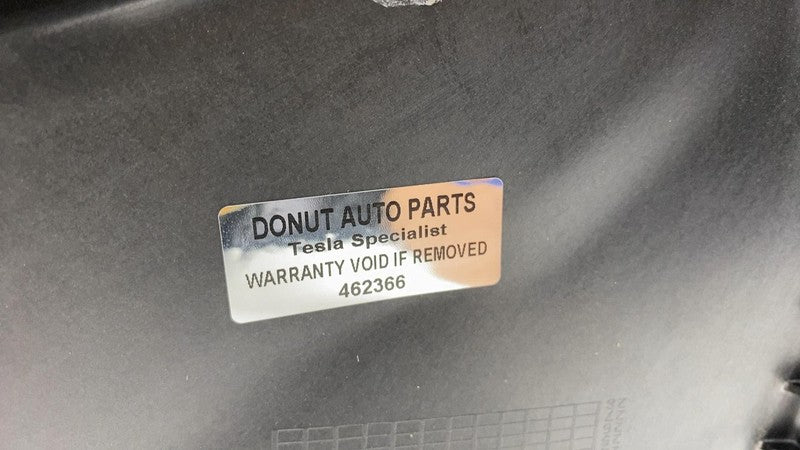 DONUT AUTO PARTS
Tesla Specialist
WARRANTY VOID IF REMOVED
462366